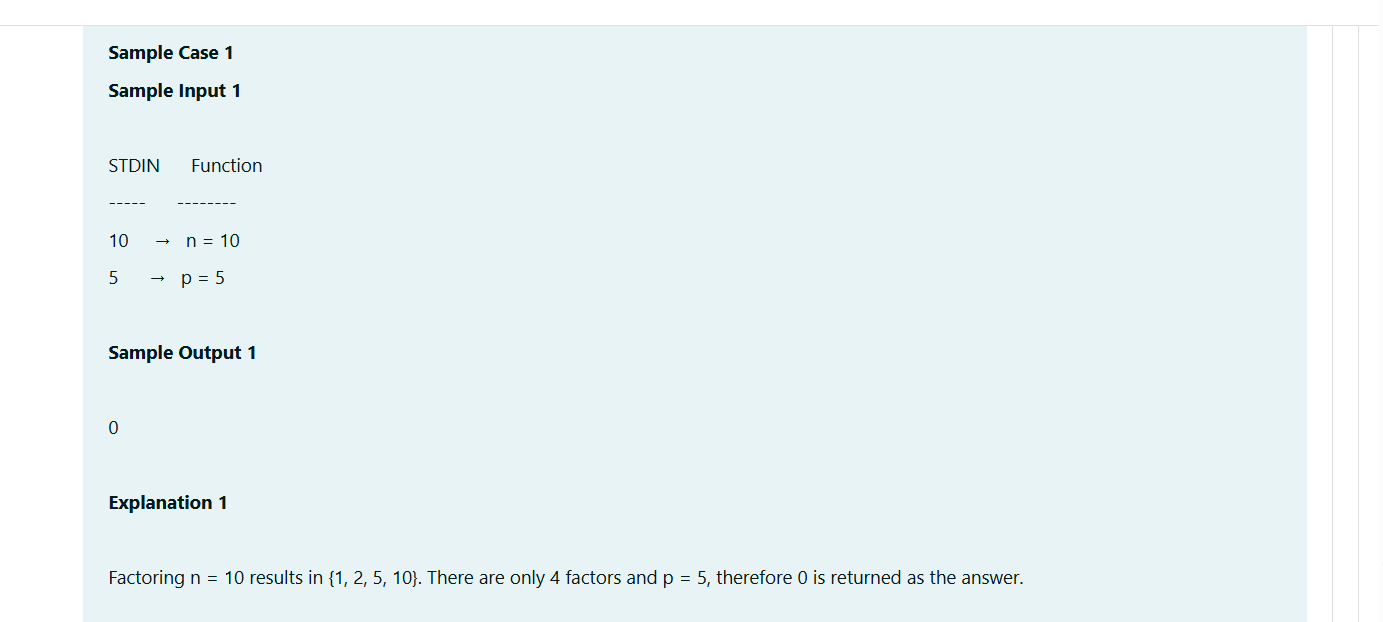 Sample Case 1
Sample Input 1
STDIN Function
----- --------
10 → n = 10
5 → p = 5
Sample Output 1
0
Explanation 1
Factoring n = 10 results in {1, 2, 5, 10}. There are only 4 factors and p = 5, therefore 0 is returned as the answer.